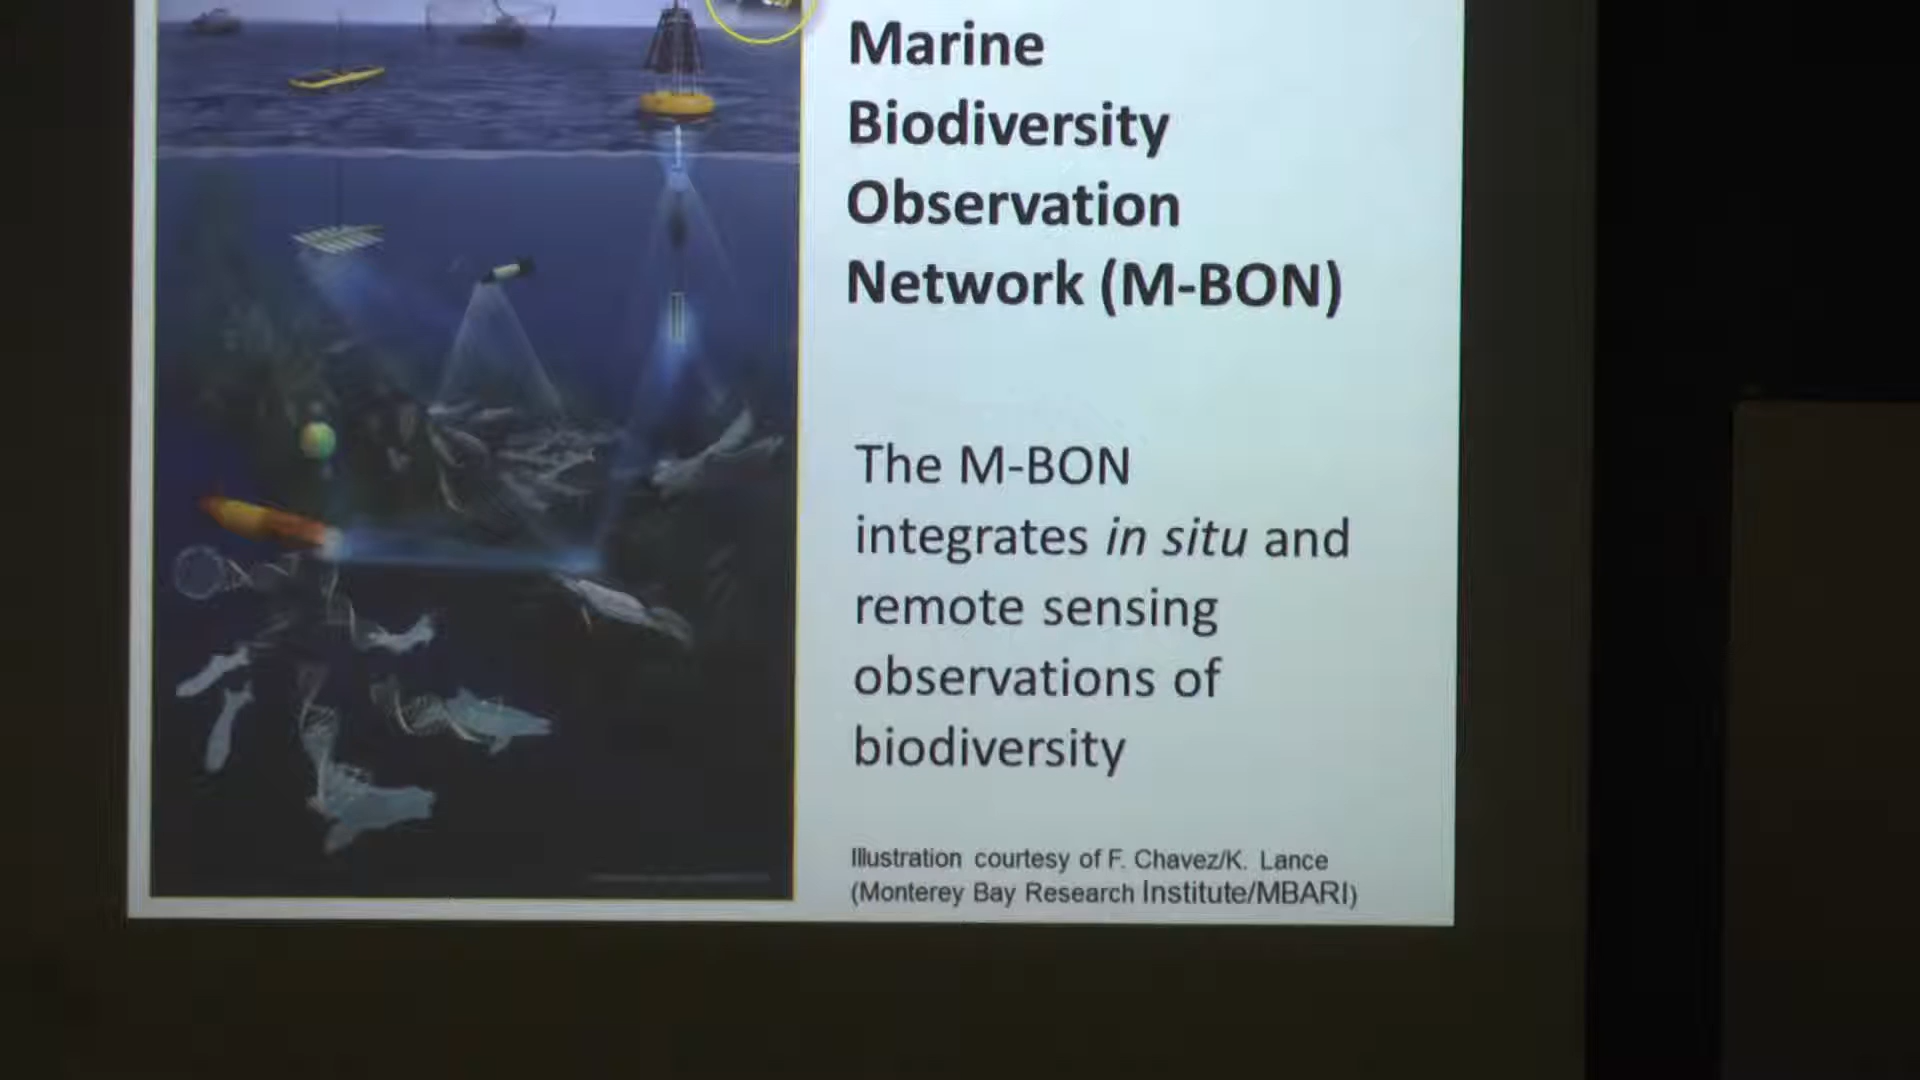 Marine
Biodiversity
Observation
Network (M-BON)
The M-BON
integrates in situ and
remote sensing
observations of
biodiversity
Illustration courtesy of F. Chavez/K. Lance
(Monterey Bay Research Institute/MBARI)